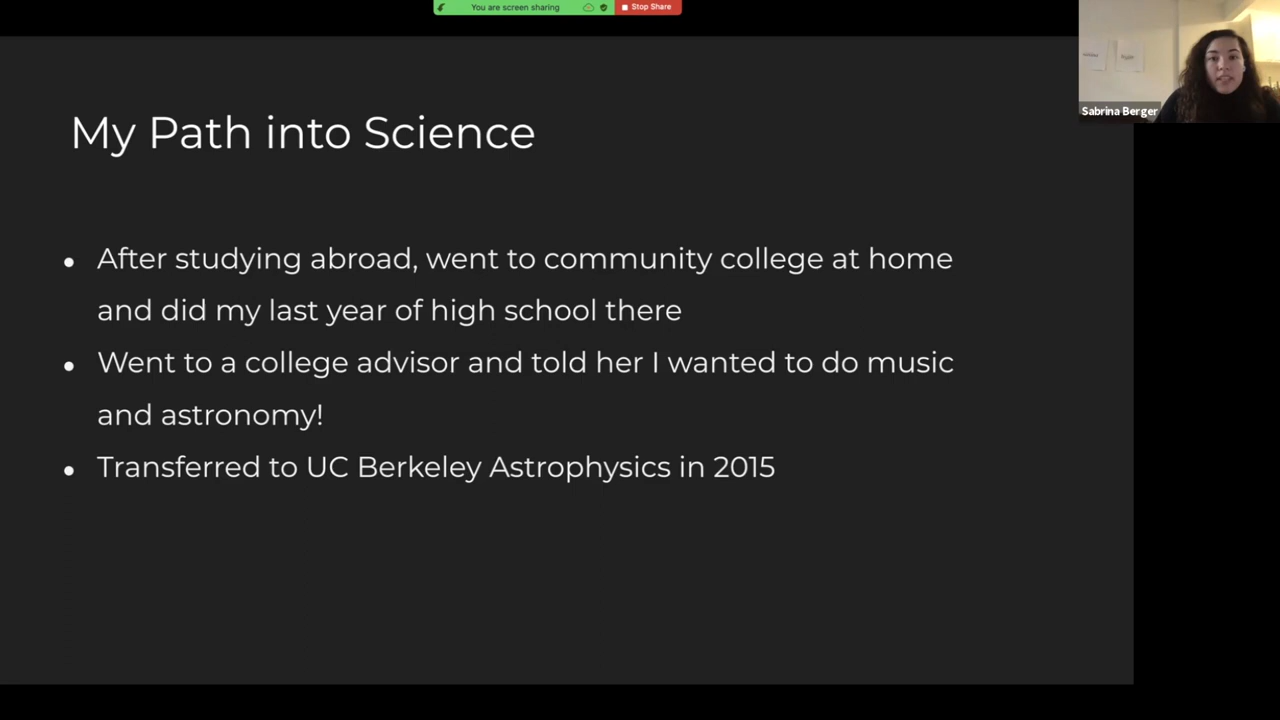 You are screen sharing
Stop Share
Sabrina Berger
My Path into Science
• After studying abroad, went to community college at home
and did my last year of high school there
• Went to a college advisor and told her I wanted to do music
and astronomy!
• Transferred to UC Berkeley Astrophysics in 2015